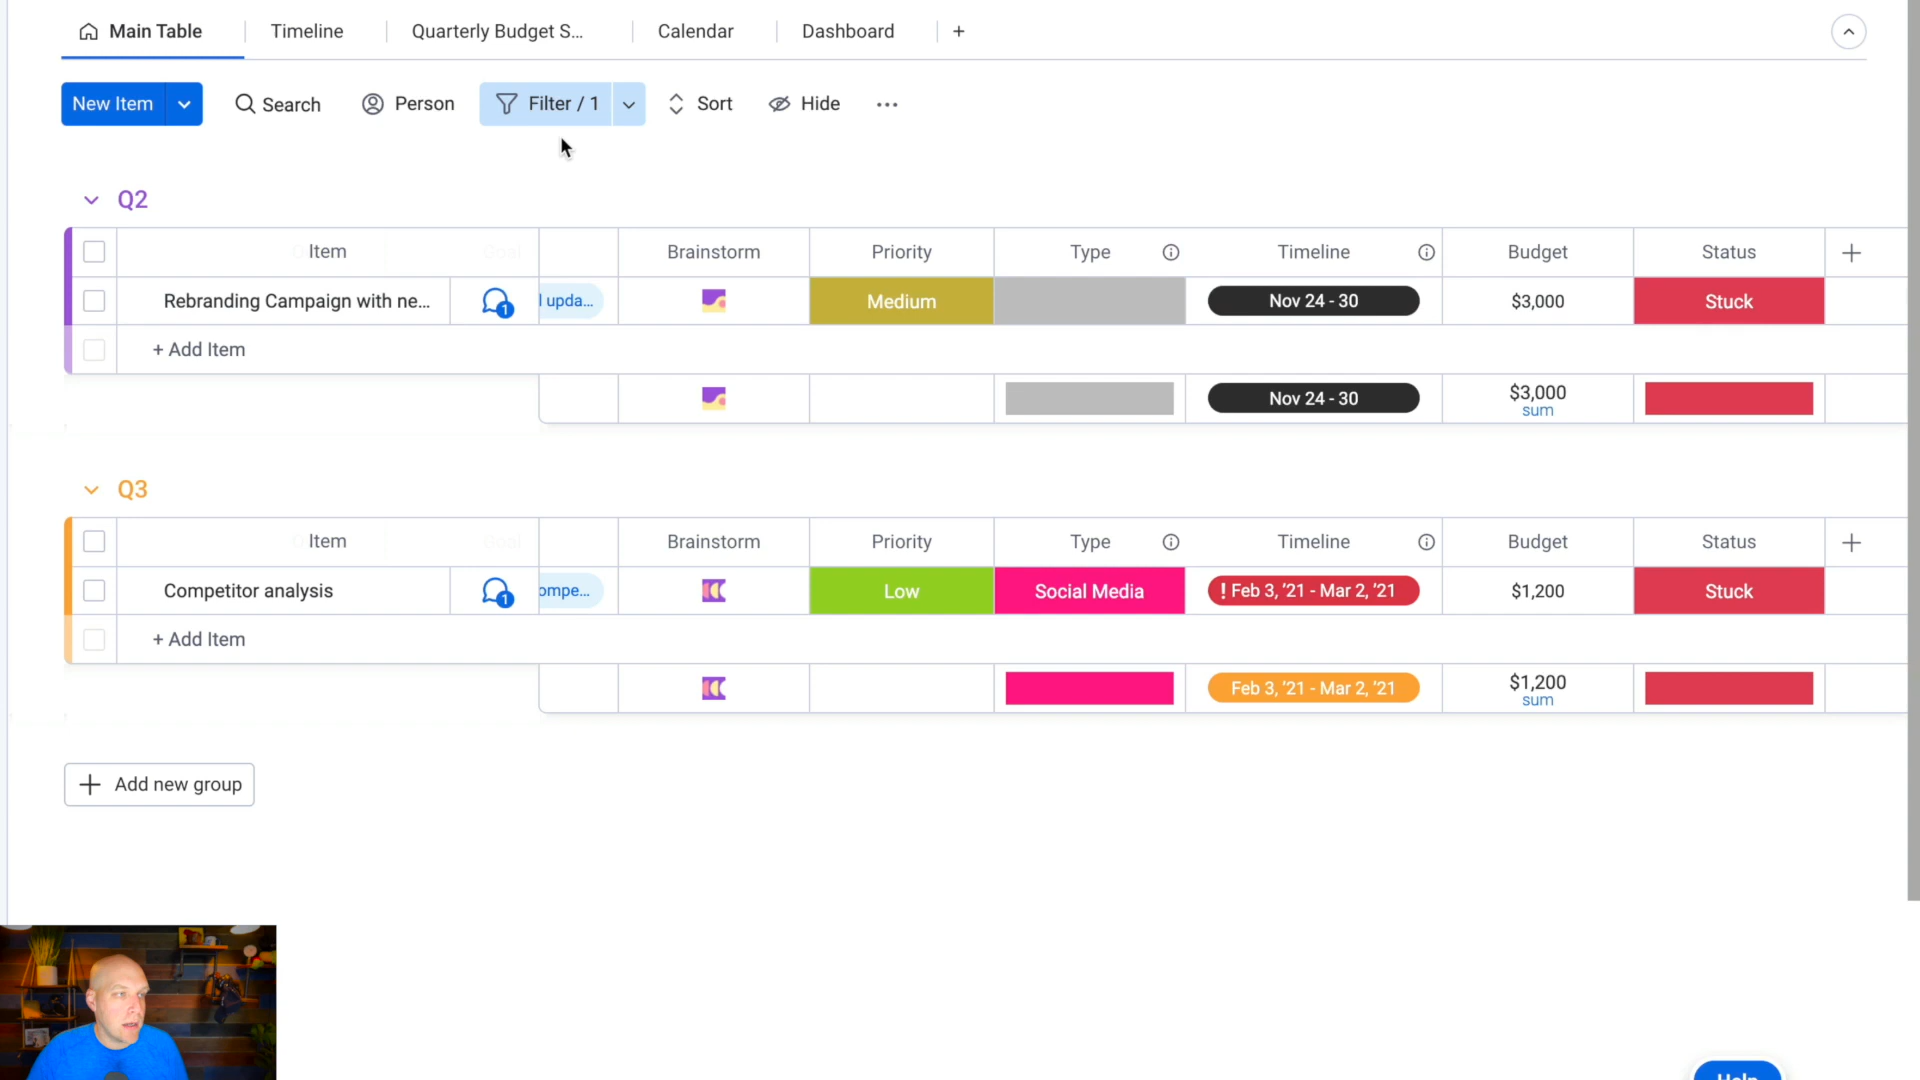 Main Table Timeline Quarterly Budget S... Calendar Dashboard +
New Item Search Person Filter / 1 Sort Hide ...
Q2
Item Goal Brainstorm Priority Type Timeline Budget Status +
Rebranding Campaign with ne... 1 l upda... Medium Nov 24 - 30 $3,000 Stuck
+ Add Item
Nov 24 - 30 $3,000
sum
Q3
Item Goal Brainstorm Priority Type Timeline Budget Status +
Competitor analysis 1 ompe... Low Social Media ! Feb 3, '21 - Mar 2, '21 $1,200 Stuck
+ Add Item
Feb 3, '21 - Mar 2, '21 $1,200
sum
+ Add new group
Help